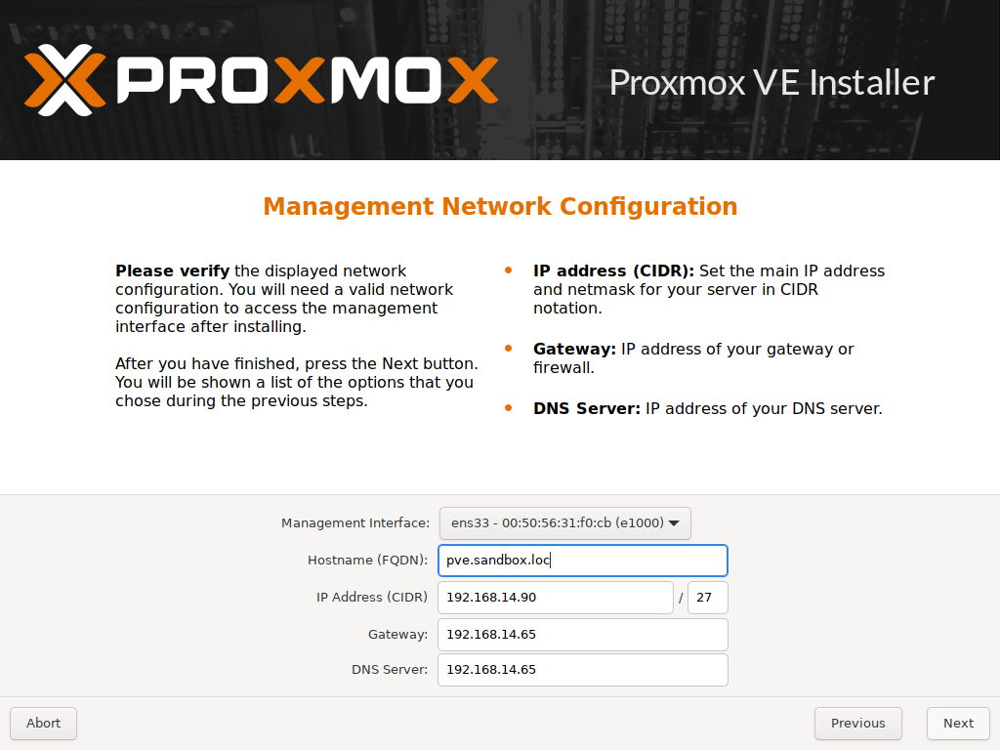 PROXMOX
Proxmox VE Installer
Management Network Configuration
Please verify the displayed network
configuration. You will need a valid network
configuration to access the management
interface after installing.
After you have finished, press the Next button.
You will be shown a list of the options that you
chose during the previous steps.
IP address (CIDR): Set the main IP address
and netmask for your server in CIDR
notation.
Gateway: IP address of your gateway or
firewall.
DNS Server: IP address of your DNS server.
Management Interface: ens33 - 00:50:56:31:f0:cb (e1000)
Hostname (FQDN): pve.sandbox.loc
IP Address (CIDR) 192.168.14.90 / 27
Gateway: 192.168.14.65
DNS Server: 192.168.14.65
Abort Previous Next